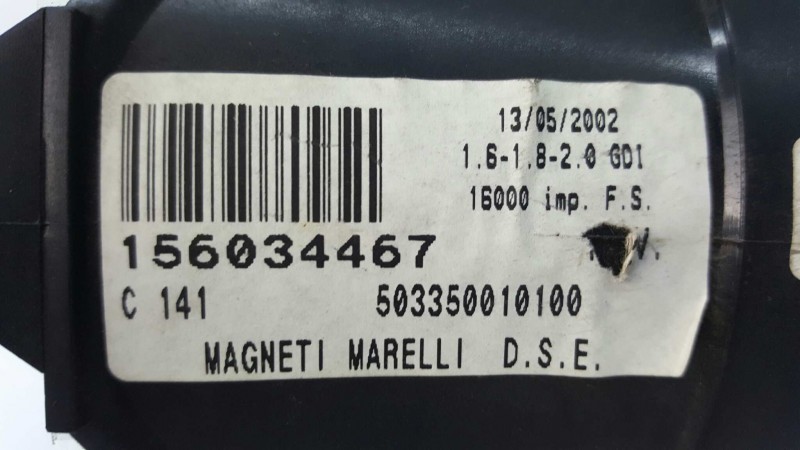 13/05/2002
1.6-1.8-2.0 GDI
16000 imp. F.S.
156034467
C 141 503350010100
MAGNETI MARELLI D.S.E.